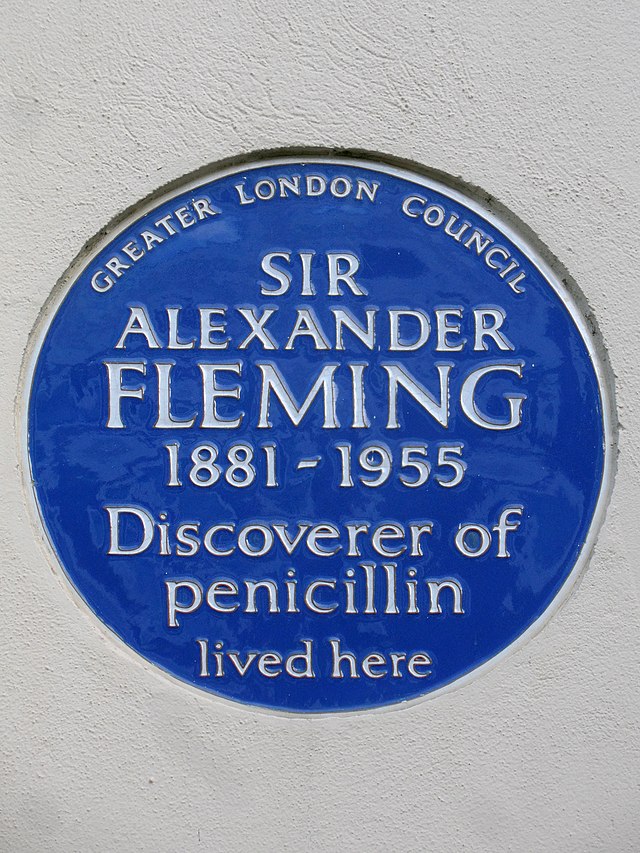 GREATER LONDON COUNCIL
SIR
ALEXANDER
FLEMING
1881-1955
Discoverer of
penicillin
lived here